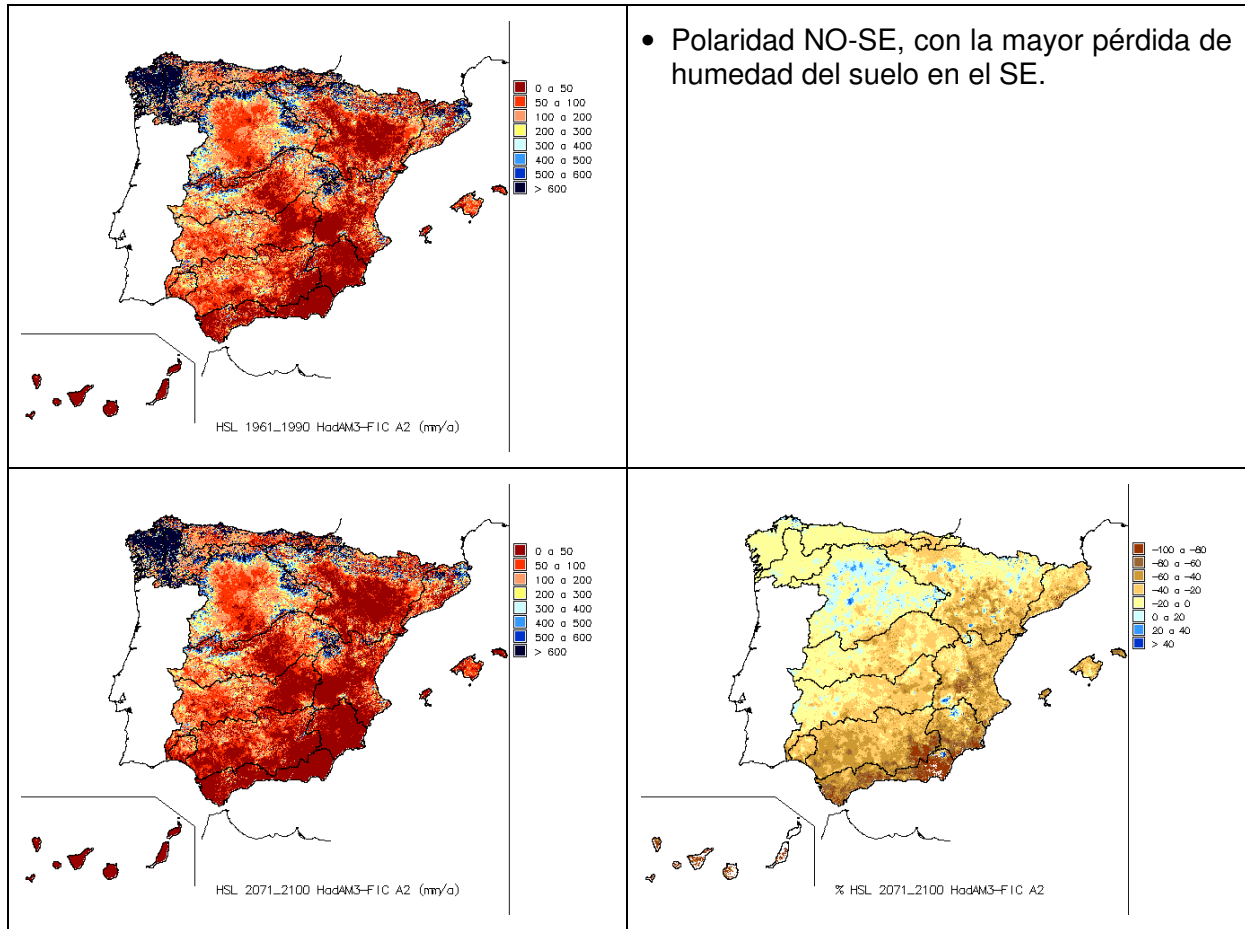 0 a 50
50 a 100
100 a 200
200 a 300
300 a 400
400 a 500
500 a 600
> 600
HSL 1961_1990 HadAM3-FIC A2 (mm/a)
• Polaridad NO-SE, con la mayor pérdida de
humedad del suelo en el SE.
0 a 50
50 a 100
100 a 200
200 a 300
300 a 400
400 a 500
500 a 600
> 600
HSL 2071_2100 HadAM3-FIC A2 (mm/a)
-100 a -80
-80 a -60
-60 a -40
-40 a -20
-20 a 0
0 a 20
20 a 40
> 40
% HSL 2071_2100 HadAM3-FIC A2